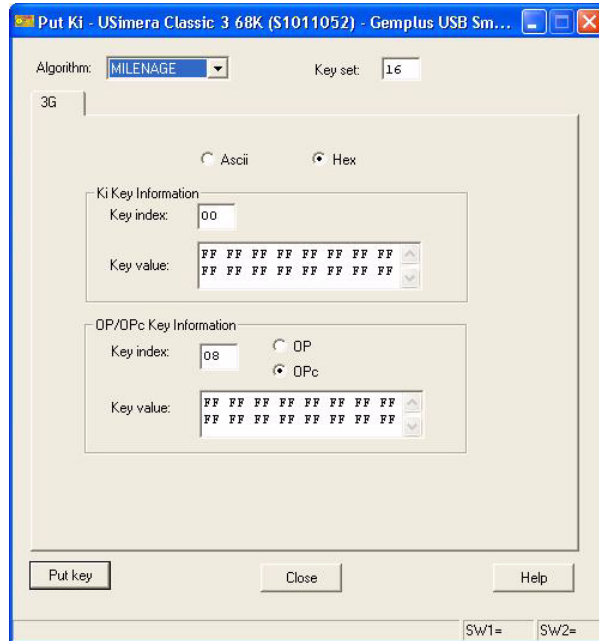 Put Ki - USimera Classic 3 68K (S1011052) - Gemplus USB Sm...
Algorithm: MILENAGE Key set: 16
3G
Ascii Hex
Ki Key Information
Key index: 00
Key value: FF FF FF FF FF FF FF FF
FF FF FF FF FF FF FF FF
OP/OPc Key Information
Key index: 08 OP
OPc
Key value: FF FF FF FF FF FF FF FF
FF FF FF FF FF FF FF FF
Put key Close Help
SW1= SW2=